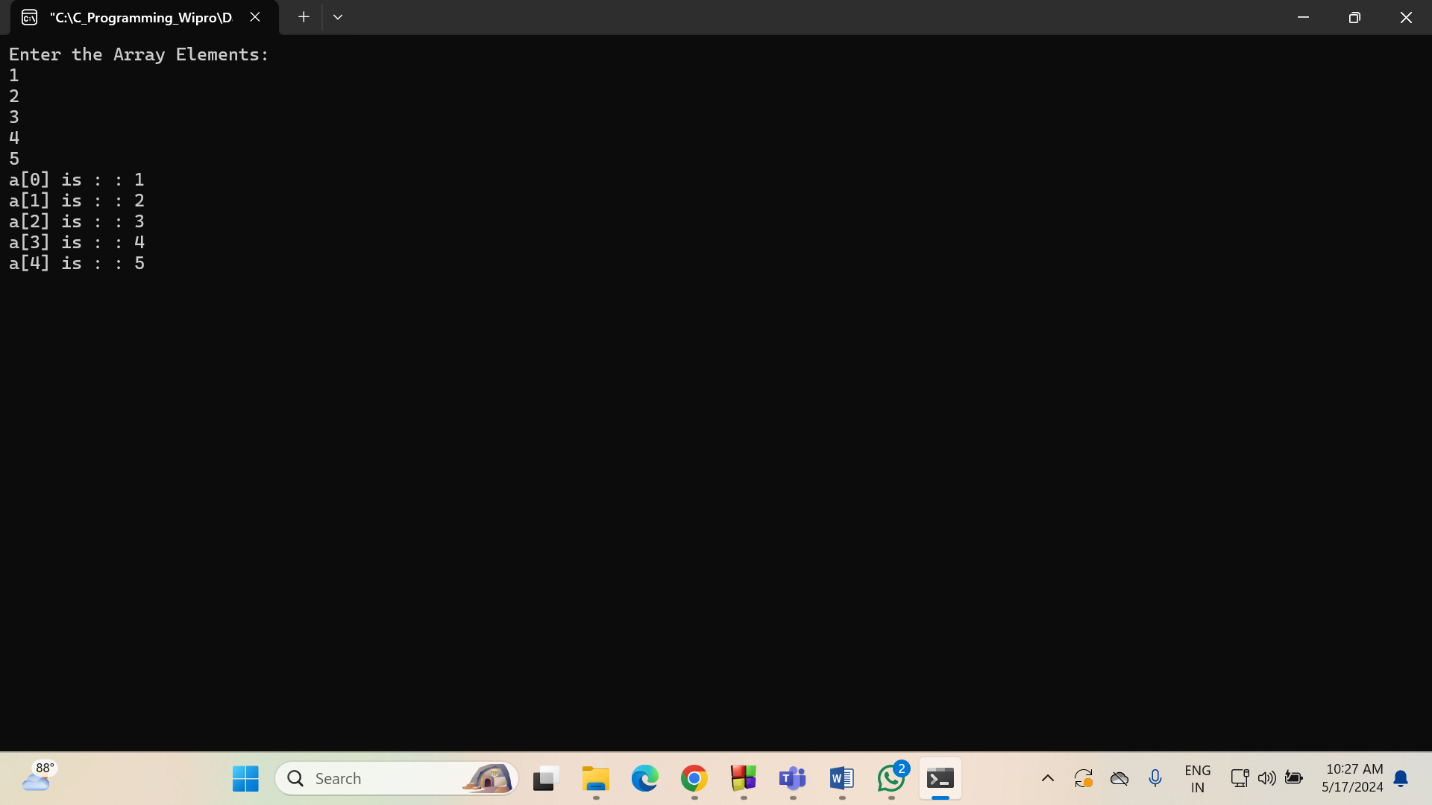 "C:\C_Programming_Wipro\D
Enter the Array Elements:
1
2
3
4
5
a[0] is : : 1
a[1] is : : 2
a[2] is : : 3
a[3] is : : 4
a[4] is : : 5
88°
Search
2
ENG
IN
10:27 AM
5/17/2024